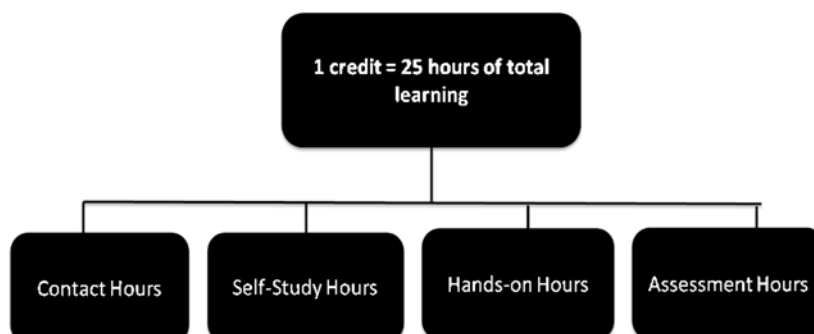 1 credit = 25 hours of total
learning
Contact Hours
Self-Study Hours
Hands-on Hours
Assessment Hours